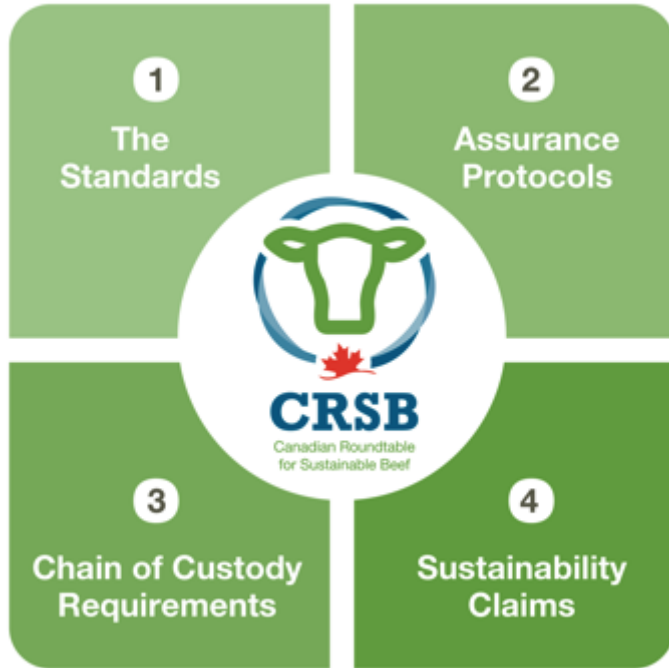 1
The
Standards
2
Assurance
Protocols
CRSB
Canadian Roundtable
for Sustainable Beef
3
Chain of Custody
Requirements
4
Sustainability
Claims